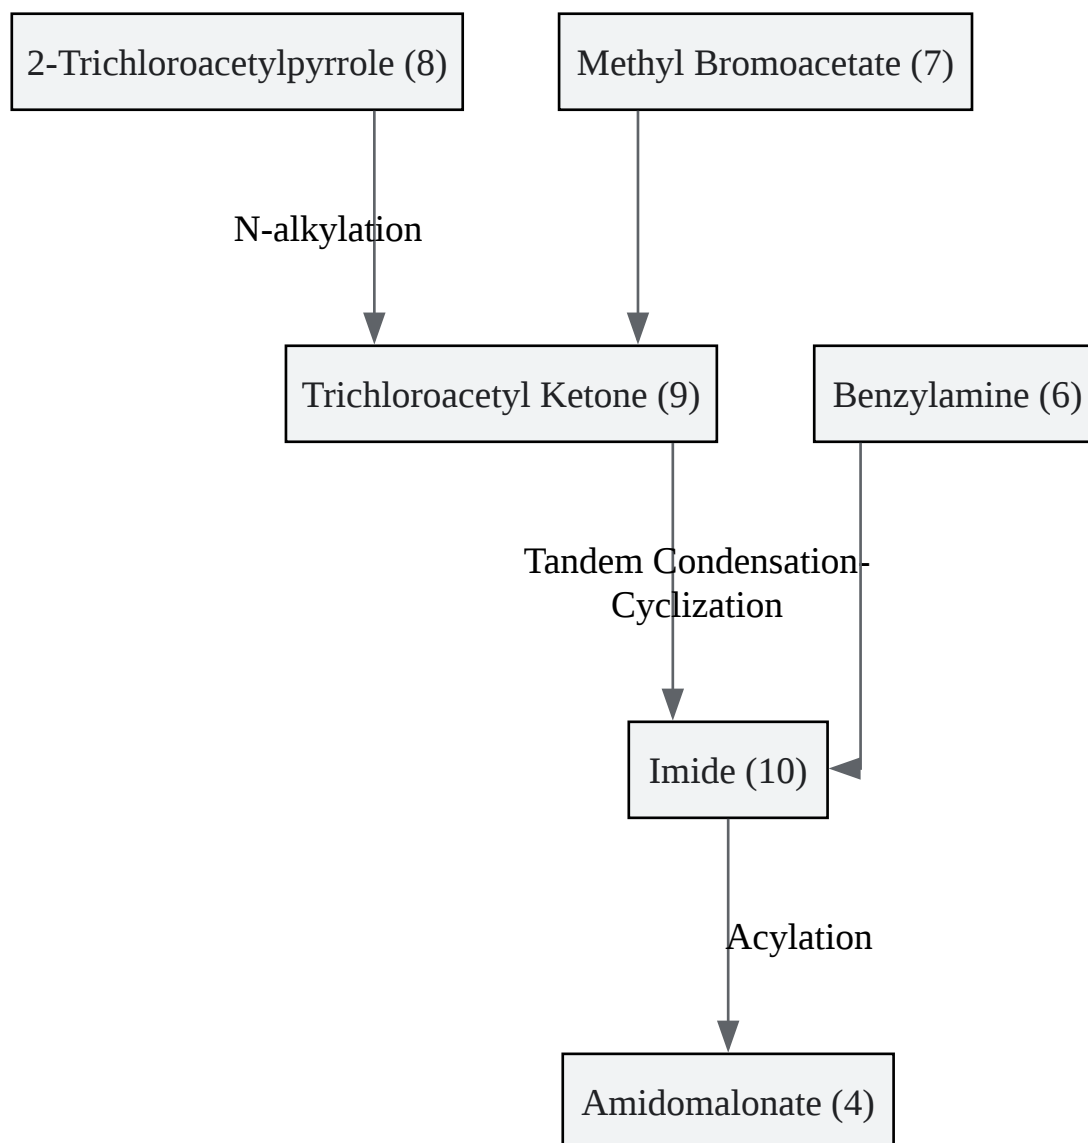 2-Trichloroacetylpyrrole (8)
Methyl Bromoacetate (7)
N-alkylation
Trichloroacetyl Ketone (9)
Benzylamine (6)
Tandem Condensation-
Cyclization
Imide (10)
Acylation
Amidomalonate (4)